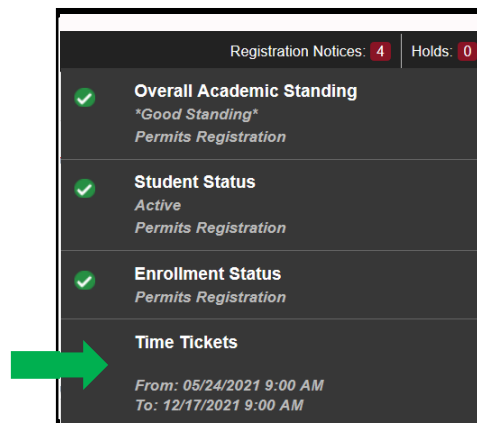 Registration Notices: 4 Holds: 0
Overall Academic Standing
*Good Standing*
Permits Registration
Student Status
Active
Permits Registration
Enrollment Status
Permits Registration
Time Tickets
From: 05/24/2021 9:00 AM
To: 12/17/2021 9:00 AM